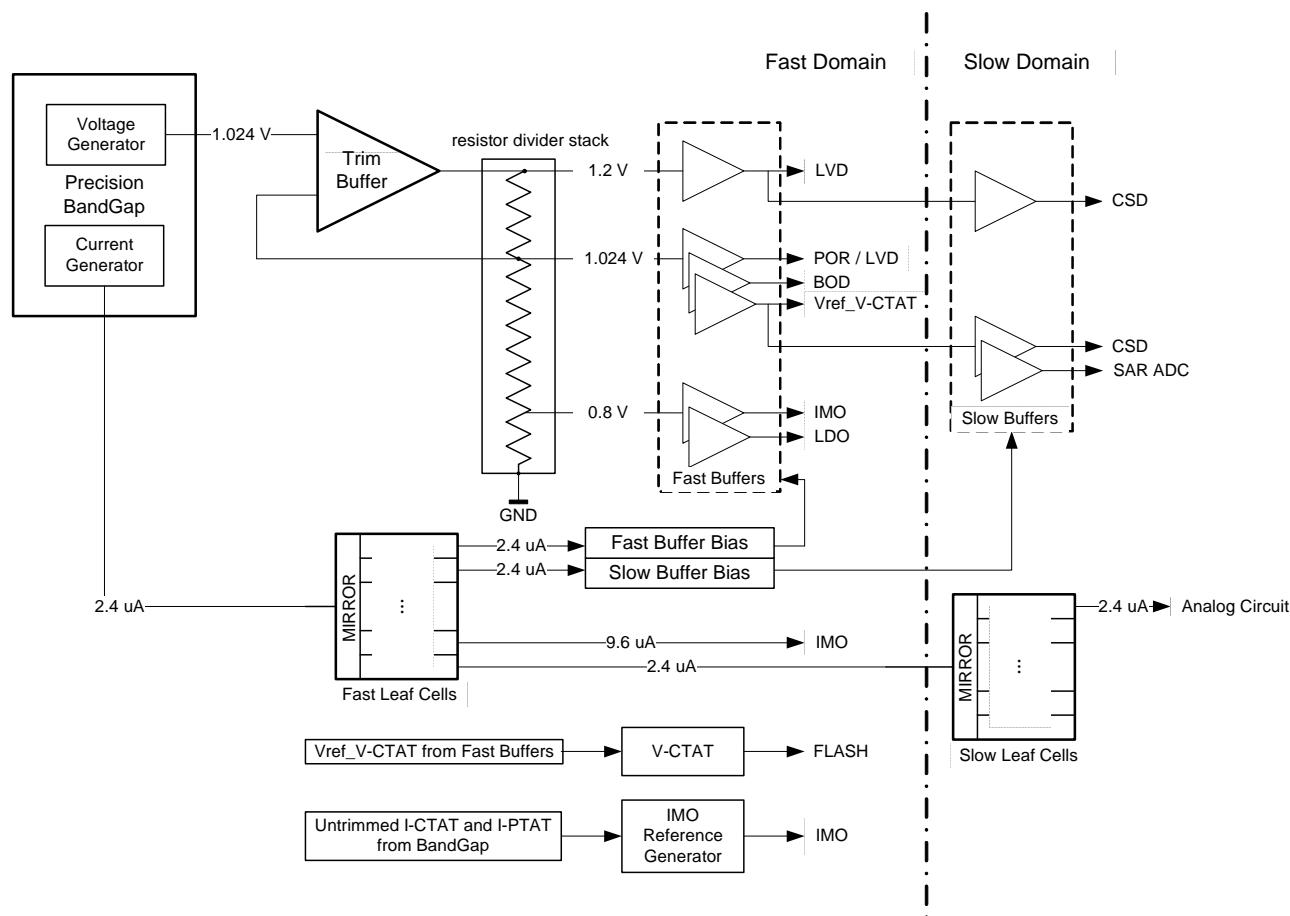 Fast Domain
Slow Domain
Voltage
Generator
Precision
BandGap
Current
Generator
1.024 V
Trim
Buffer
resistor divider stack
1.2 V
LVD
CSD
1.024 V
POR / LVD
BOD
Vref_V-CTAT
CSD
SAR ADC
0.8 V
IMO
LDO
Slow Buffers
Fast Buffers
GND
2.4 uA
Fast Buffer Bias
2.4 uA
Slow Buffer Bias
2.4 uA
MIRROR
...
9.6 uA
IMO
2.4 uA
Fast Leaf Cells
MIRROR
...
2.4 uA
Analog Circuit
Slow Leaf Cells
Vref_V-CTAT from Fast Buffers
V-CTAT
FLASH
Untrimmed I-CTAT and I-PTAT
from BandGap
IMO
Reference
Generator
IMO